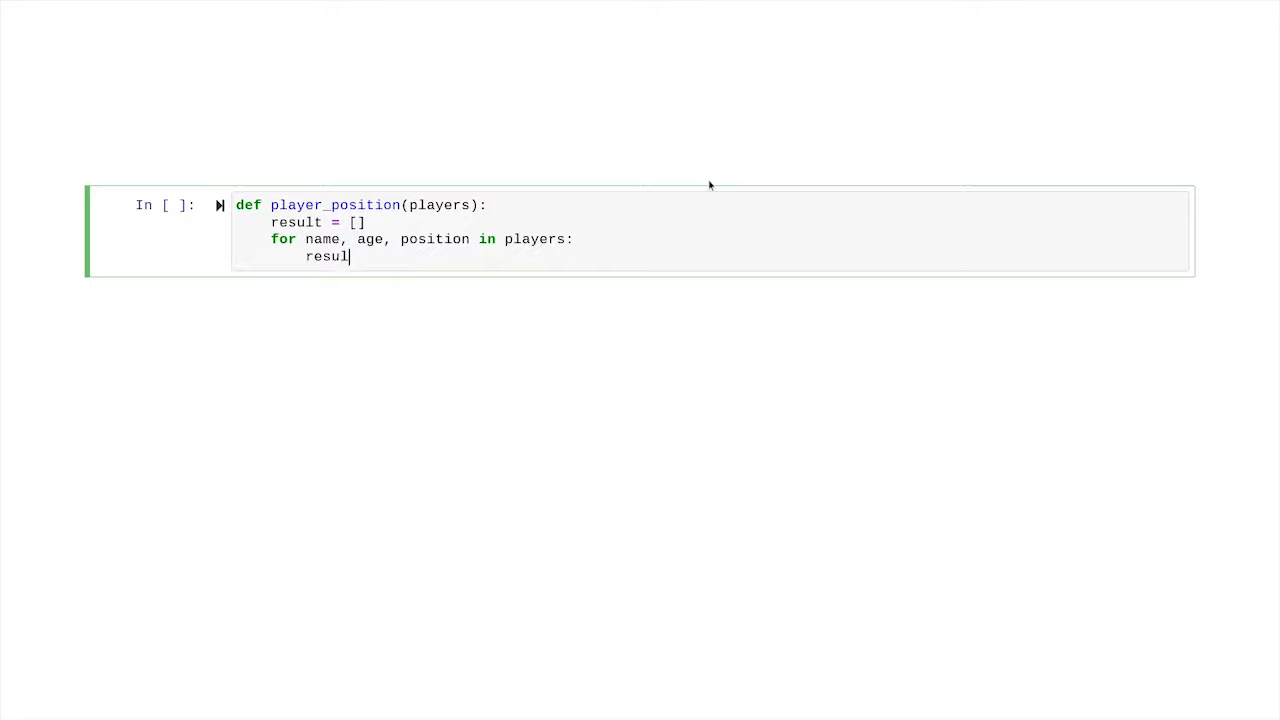 In [ ]: def player_position(players):
result = []
for name, age, position in players:
resul